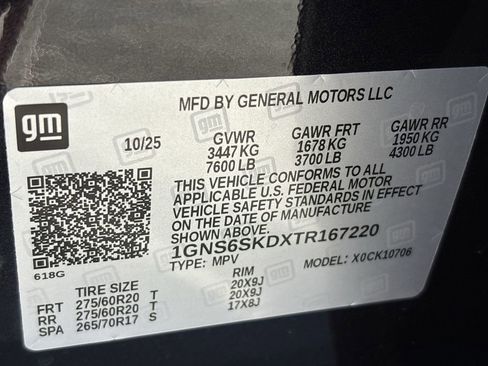 gm
MFD BY GENERAL MOTORS LLC
10/25 GVWR GAWR FRT GAWR RR
3447 KG 1678 KG 1950 KG
7600 LB 3700 LB 4300 LB
THIS VEHICLE CONFORMS TO ALL
APPLICABLE U.S. FEDERAL MOTOR
VEHICLE SAFETY STANDARDS IN EFFECT
ON THE DATE OF MANUFACTURE
1GNS6SKDXTR167220
618G
TYPE: MPV MODEL: X0CK10706
TIRE SIZE RIM
FRT 275/60R20 T 20X9J
RR 275/60R20 T 20X9J
SPA 265/70R17 S 17X8J